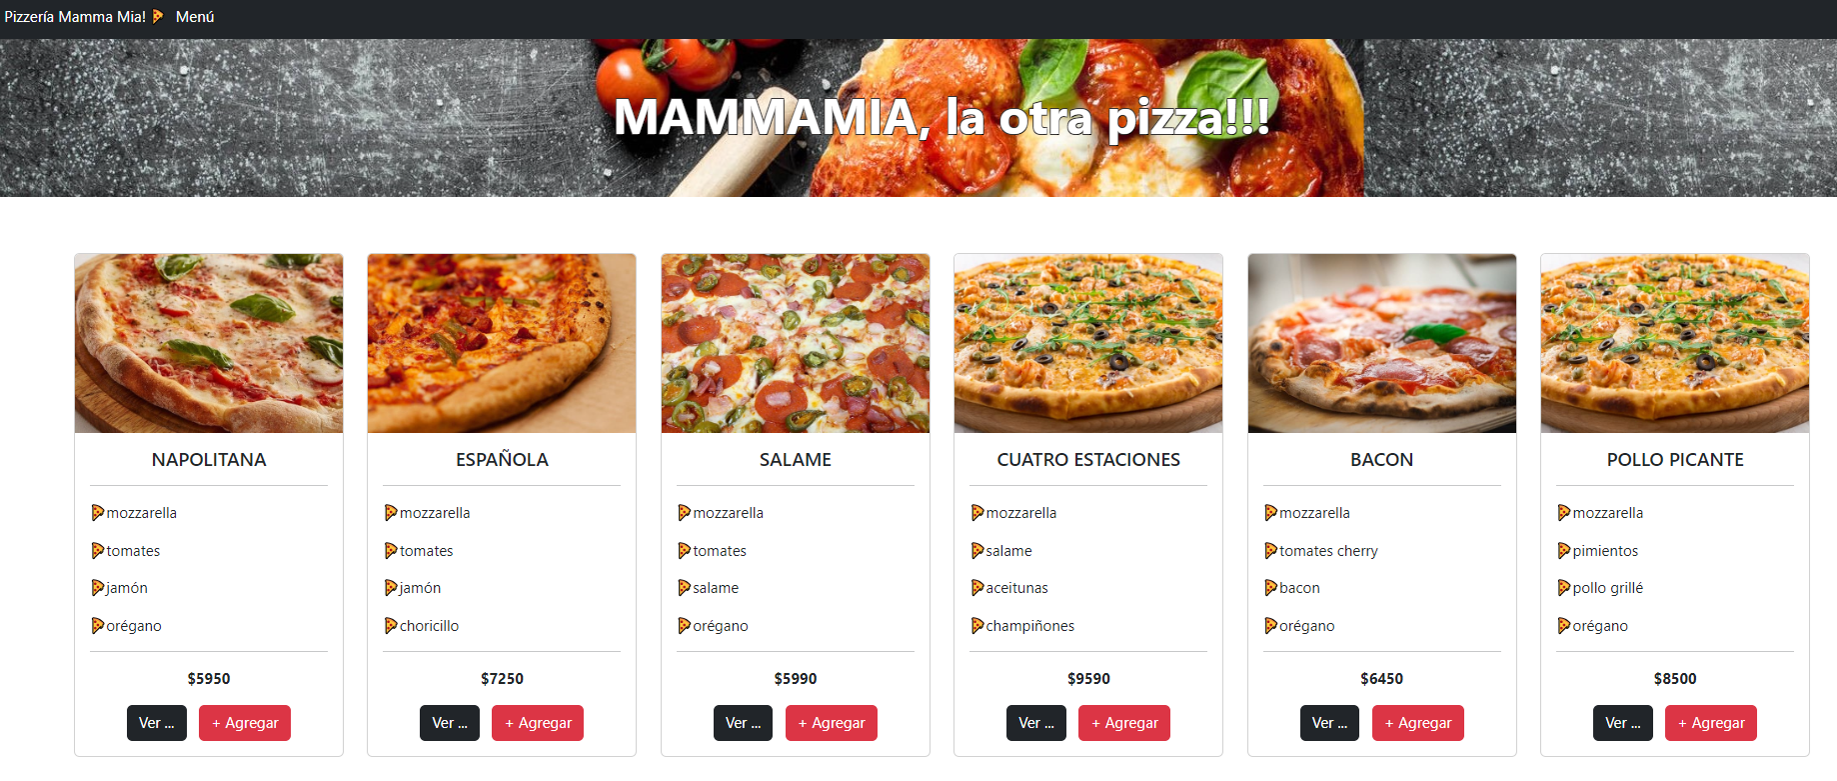 Pizzería Mamma Mia! 🍕 Menú
MAMMAMIA, la otra pizza!!!
NAPOLITANA
🍕mozzarella
🍕tomates
🍕jamón
🍕orégano
$5950
Ver ... + Agregar
ESPAÑOLA
🍕mozzarella
🍕tomates
🍕jamón
🍕choricillo
$7250
Ver ... + Agregar
SALAME
🍕mozzarella
🍕tomates
🍕salame
🍕orégano
$5990
Ver ... + Agregar
CUATRO ESTACIONES
🍕mozzarella
🍕salame
🍕aceitunas
🍕champiñones
$9590
Ver ... + Agregar
BACON
🍕mozzarella
🍕tomates cherry
🍕bacon
🍕orégano
$6450
Ver ... + Agregar
POLLO PICANTE
🍕mozzarella
🍕pimientos
🍕pollo grillé
🍕orégano
$8500
Ver ... + Agregar